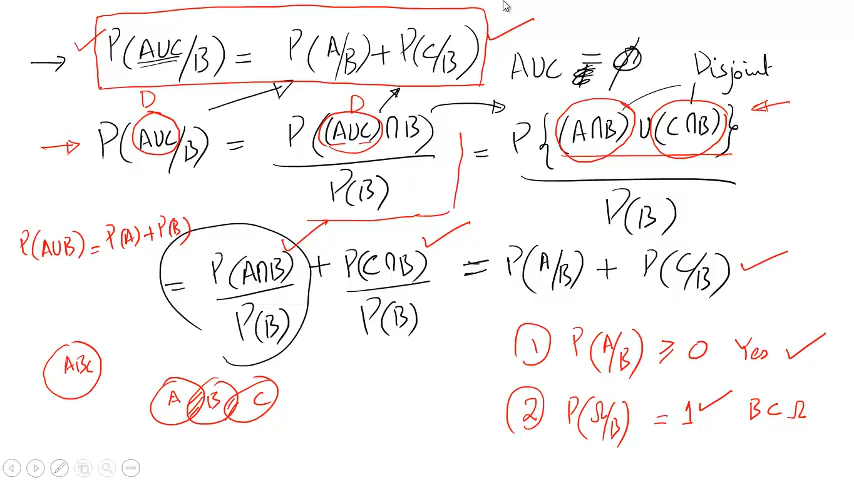 → P(AUC/B) = P(A/B) + P(C/B)
AUC = ∅ Disjoint
D D
→ P(AUC/B) = P((AUC)∩B) / P(B) = P{(A∩B) U (C∩B)} / P(B)
P(AUB) = P(A) + P(B)
= P(A∩B) / P(B) + P(C∩B) / P(B) = P(A/B) + P(C/B)
① P(A/B) ⩾ 0 Yes
ABC
A B C
② P(Ω/B) = 1 B⊂Ω